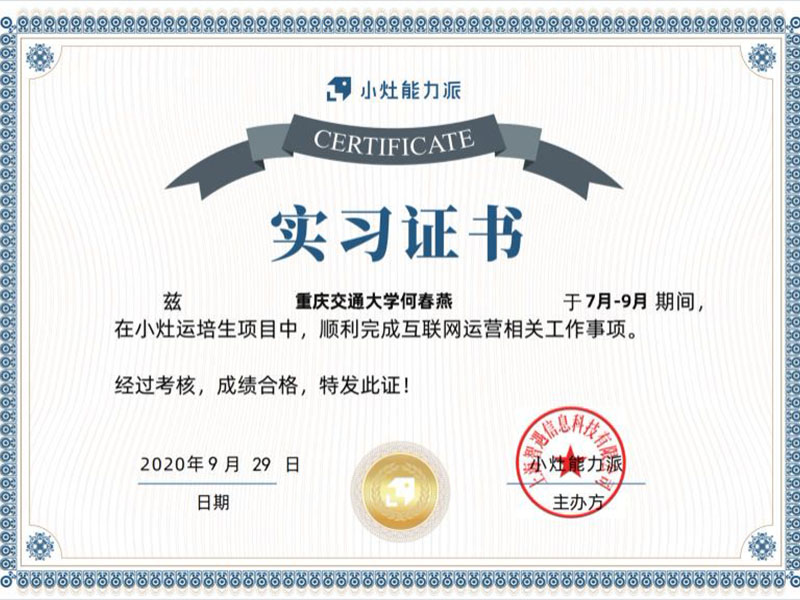 小灶能力派
CERTIFICATE
实习证书
兹 重庆交通大学何春燕 于 7月-9月 期间，
在小灶运培生项目中，顺利完成互联网运营相关工作事项。
经过考核，成绩合格，特发此证！
2020年 9 月 29 日
日期
上海智遇信息科技有限公司
小灶能力派
主办方